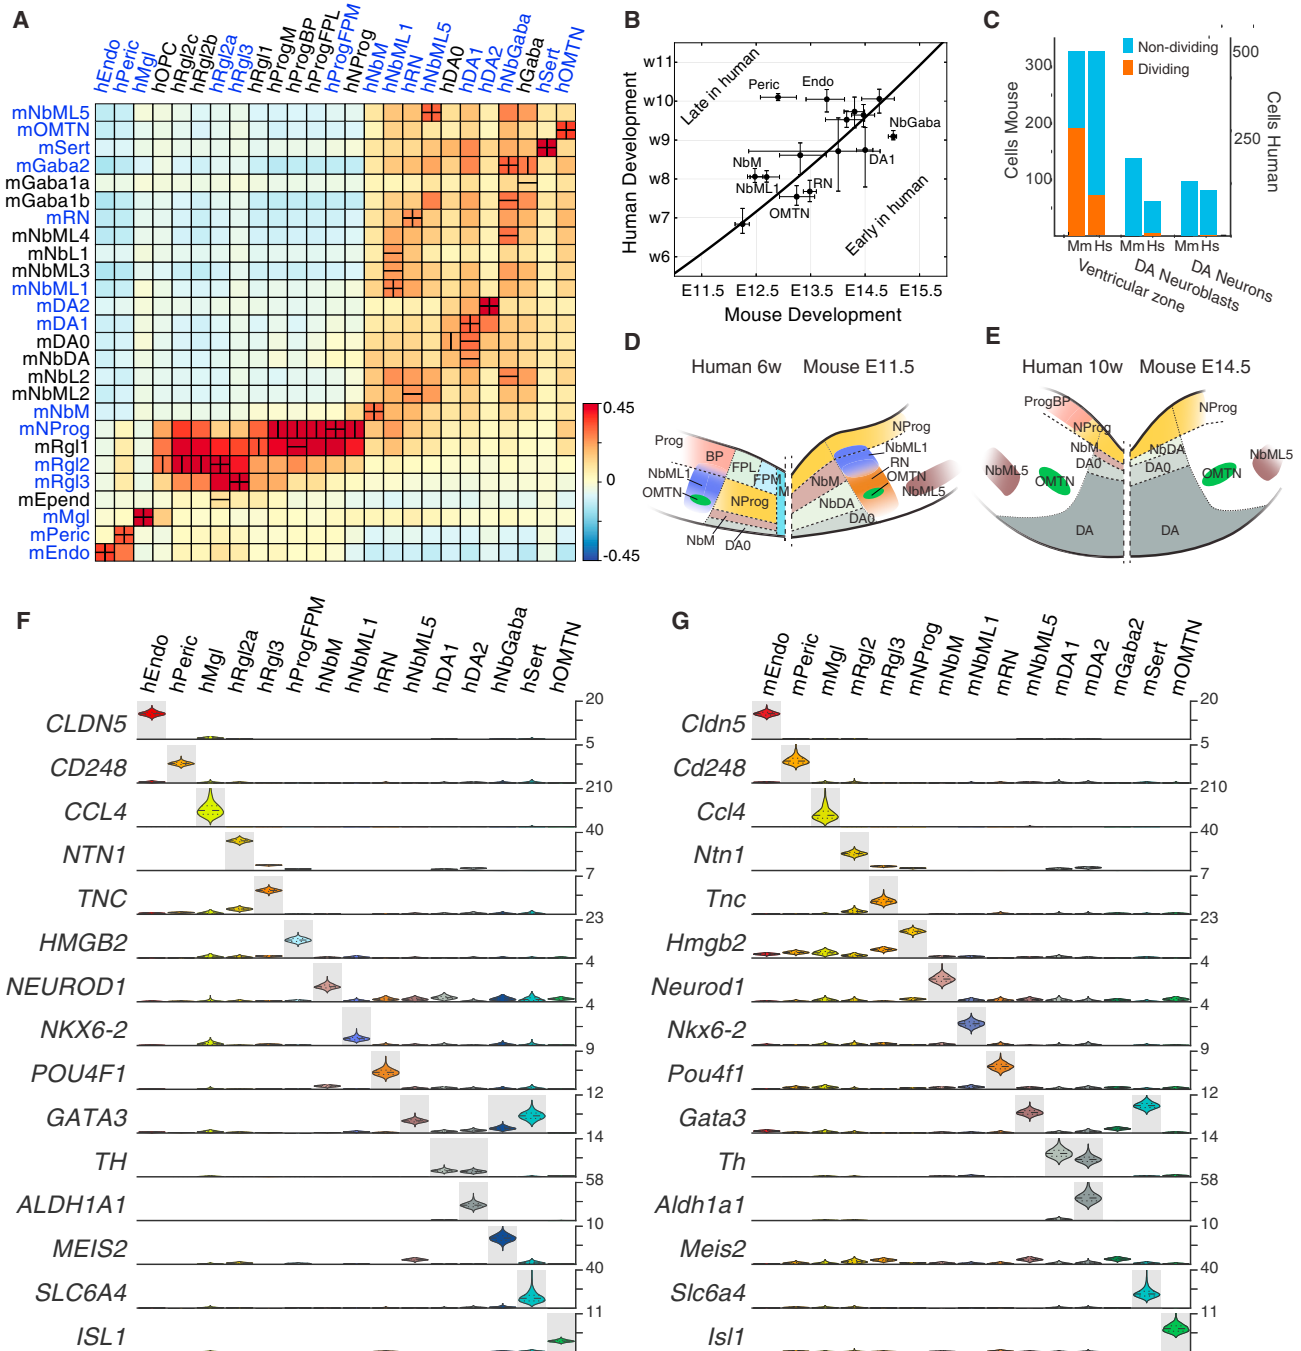 A
hEndo
hPeric
hMgl
hOPC
hRgl2c
hRgl2b
hRgl2a
hRgl3
hRgl1
hProgM
hProgBP
hProgFPL
hProgFPM
hNProg
hNbM
hNbML1
hRN
hNbML5
hDA0
hDA1
hDA2
hNbGaba
hGaba
hSert
hOMTN
mNbML5
mOMTN
mSert
mGaba2
mGaba1a
mGaba1b
mRN
mNbML4
mNbL1
mNbML3
mNbML1
mDA2
mDA1
mDA0
mNbDA
mNbL2
mNbML2
mNbM
mNProg
mRgl1
mRgl2
mRgl3
mEpend
mMgl
mPeric
mEndo
0.45
0
-0.45
B
Human Development
w11
w10
w9
w8
w7
w6
Late in human
Early in human
Peric
Endo
NbGaba
DA1
NbM
NbML1
RN
OMTN
E11.5 E12.5 E13.5 E14.5 E15.5
Mouse Development
C
Non-dividing
Dividing
Cells Mouse
300
200
100
Cells Human
500
250
Mm Hs Mm Hs Mm Hs
Ventricular zone
DA Neuroblasts
DA Neurons
D
Human 6w Mouse E11.5
Prog
BP
FPL
FPM
M
NbML1
OMTN
NProg
NbM
DA0
NProg
NbML1
RN
OMTN
NbML5
NbM
NbDA
DA0
E
Human 10w Mouse E14.5
ProgBP
NProg
NbM
DA0
NbML5
OMTN
DA
NProg
NbDA
DA0
OMTN
NbML5
DA
F
hEndo
hPeric
hMgl
hRgl2a
hRgl3
hProgFPM
hNbM
hNbML1
hRN
hNbML5
hDA1
hDA2
hNbGaba
hSert
hOMTN
CLDN5 20
CD248 5
CCL4 210
NTN1 40
TNC 7
HMGB2 23
NEUROD1 4
NKX6-2 4
POU4F1 9
GATA3 12
TH 14
ALDH1A1 58
MEIS2 10
SLC6A4 40
ISL1 11
G
mEndo
mPeric
mMgl
mRgl2
mRgl3
mNProg
mNbM
mNbML1
mRN
mNbML5
mDA1
mDA2
mGaba2
mSert
mOMTN
Cldn5 20
Cd248 5
Ccl4 210
Ntn1 40
Tnc 7
Hmgb2 23
Neurod1 4
Nkx6-2 4
Pou4f1 9
Gata3 12
Th 14
Aldh1a1 58
Meis2 10
Slc6a4 40
Isl1 11